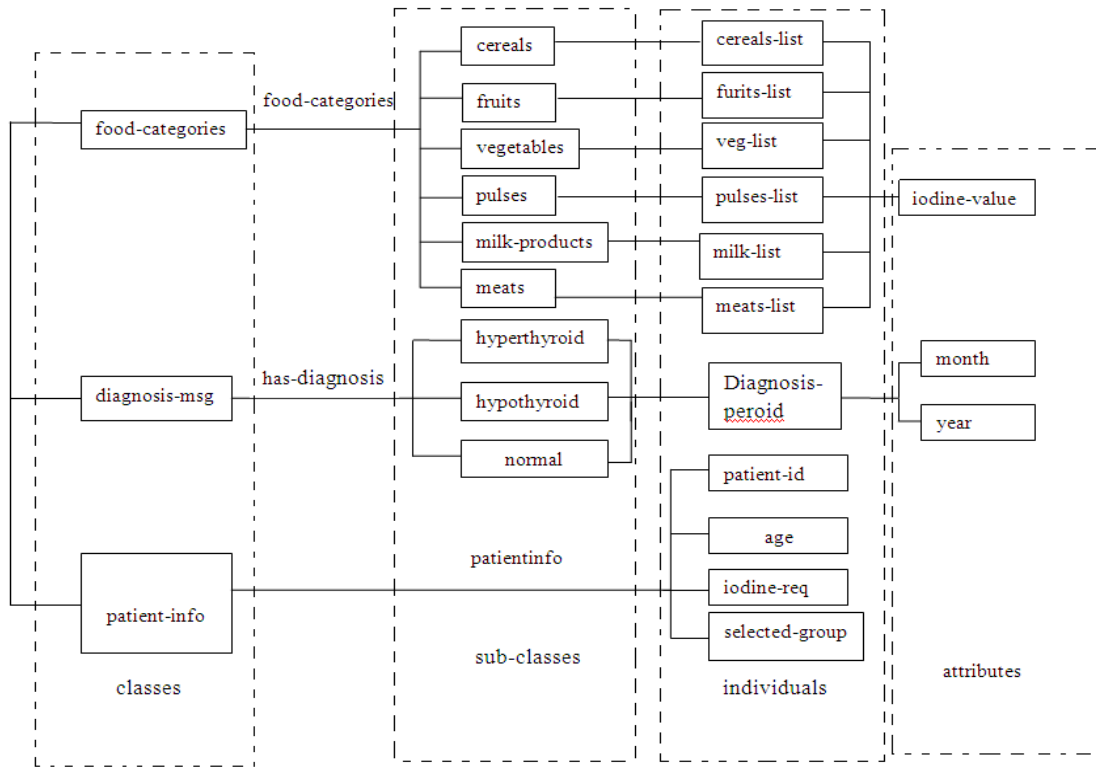 cereals
cereals-list
food-categories
fruits
furits-list
food-categories
vegetables
veg-list
pulses
pulses-list
iodine-value
milk-products
milk-list
meats
meats-list
hyperthyroid
month
has-diagnosis
Diagnosis-
peroid
diagnosis-msg
hypothyroid
year
normal
patient-id
age
patientinfo
iodine-req
patient-info
selected-group
sub-classes
classes
individuals
attributes